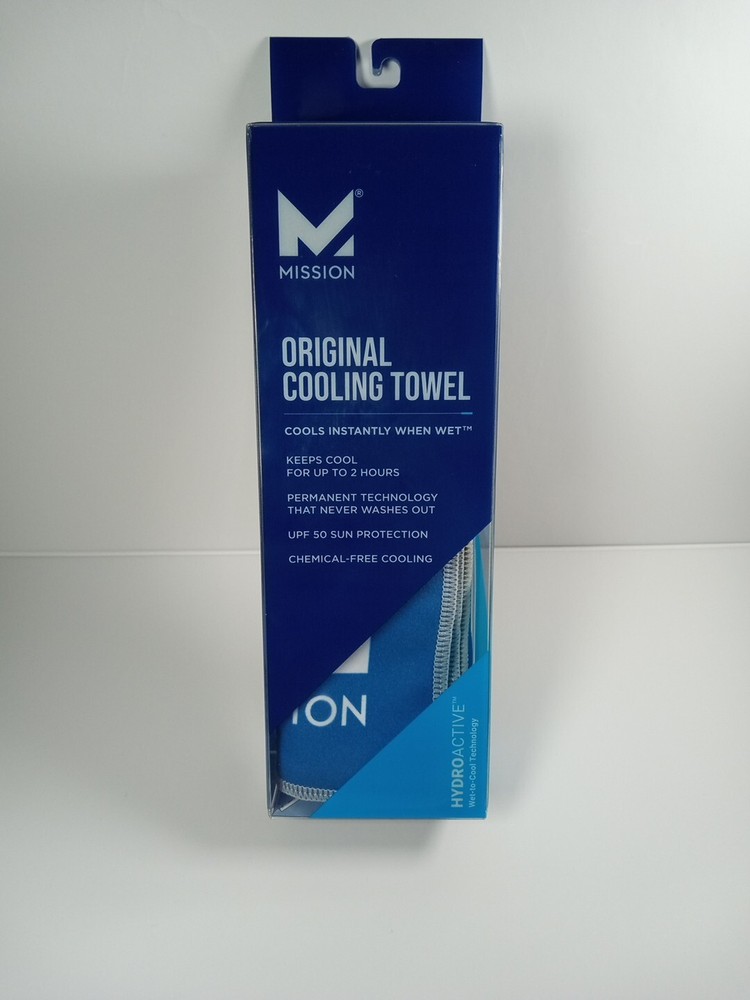 ®
MISSION
ORIGINAL
COOLING TOWEL
COOLS INSTANTLY WHEN WET™
KEEPS COOL
FOR UP TO 2 HOURS
PERMANENT TECHNOLOGY
THAT NEVER WASHES OUT
UPF 50 SUN PROTECTION
CHEMICAL-FREE COOLING
ION
HYDROACTIVE™
Wet-to-Cool Technology